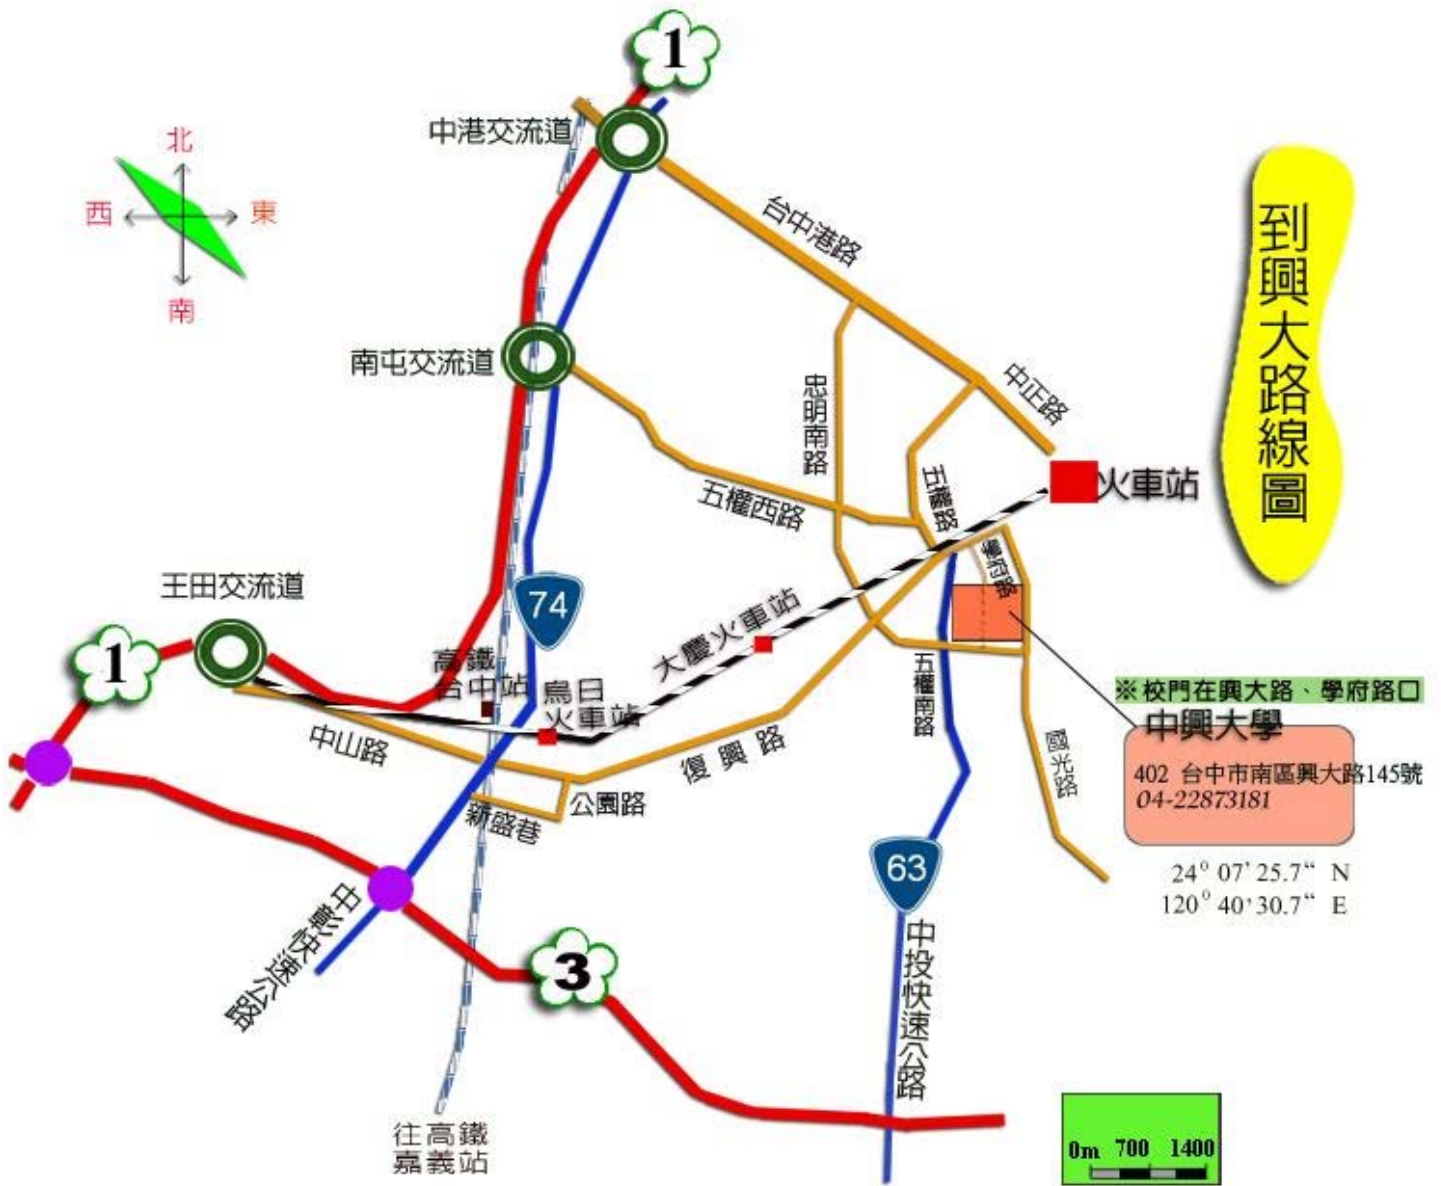 1
中港交流道
北
西
東
南
台中港路
到興大路線圖
南屯交流道
中正路
忠明南路
五權路
火車站
五權西路
學府路
王田交流道
74
大慶火車站
1
高鐵
台中站
烏日
火車站
五權南路
※校門在興大路、學府路口
中興大學
402 台中市南區興大路145號
04-22873181
中山路
復興路
國光路
公園路
新盛巷
63
24° 07' 25.7“ N
120° 40' 30.7“ E
中彰快速公路
中投快速公路
3
往高鐵
嘉義站
0m 700 1400